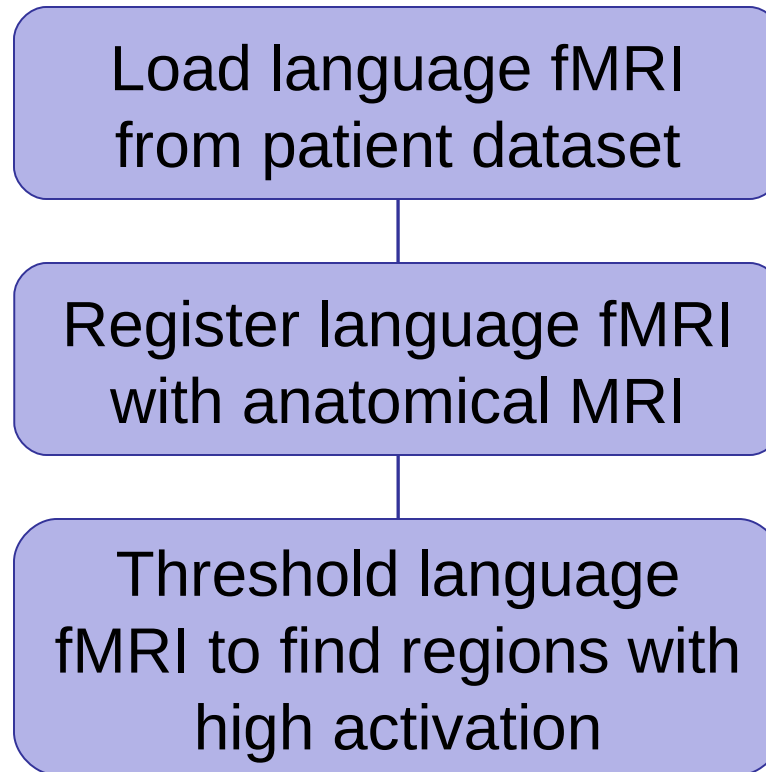 Load language fMRI
from patient dataset
Register language fMRI
with anatomical MRI
Threshold language
fMRI to find regions with
high activation